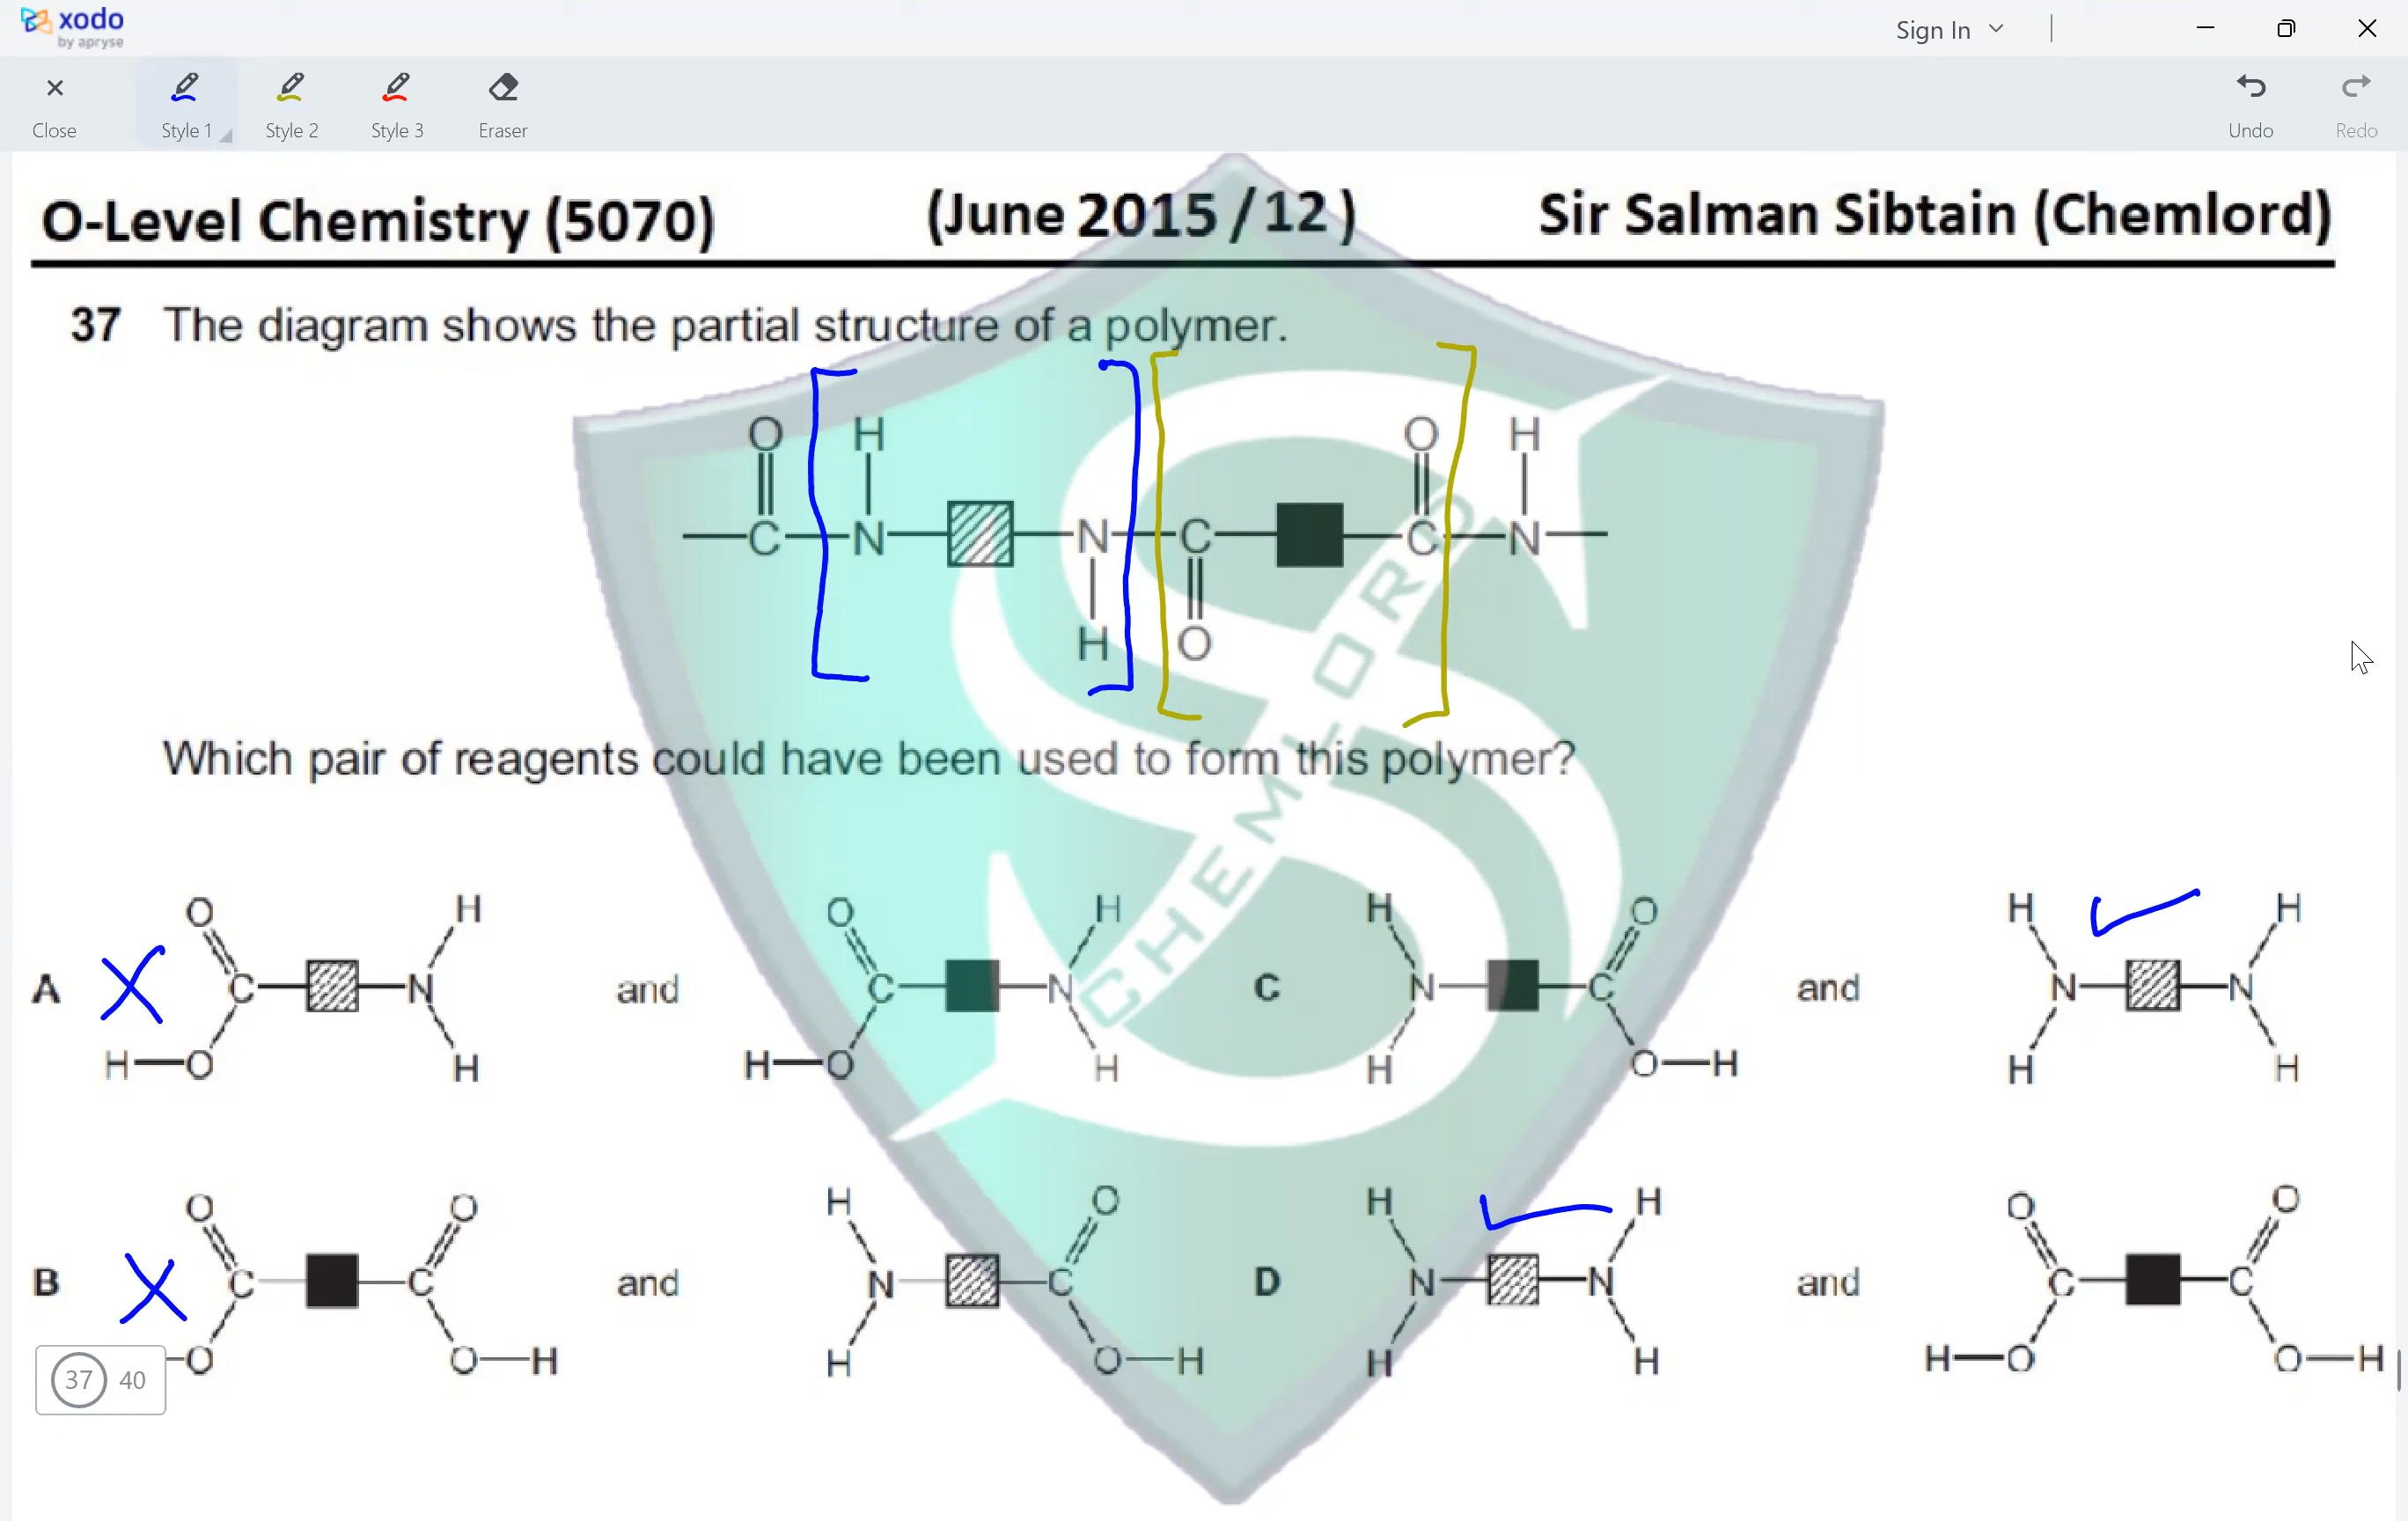 xodo
by apryse
Sign In
Close
Style 1
Style 2
Style 3
Eraser
Undo
Redo
O-Level Chemistry (5070) (June 2015 / 12 ) Sir Salman Sibtain (Chemlord)
37 The diagram shows the partial structure of a polymer.
O H O H
C N N C C N
H O
Which pair of reagents could have been used to form this polymer?
O H O H H O H H
A C N and C N C N C and N N
H O H H O H H O H H H
O O H O H H O O
B C C and N C D N N and C C
O O H H O H H H H O O H
37 40
CHEMLORDS